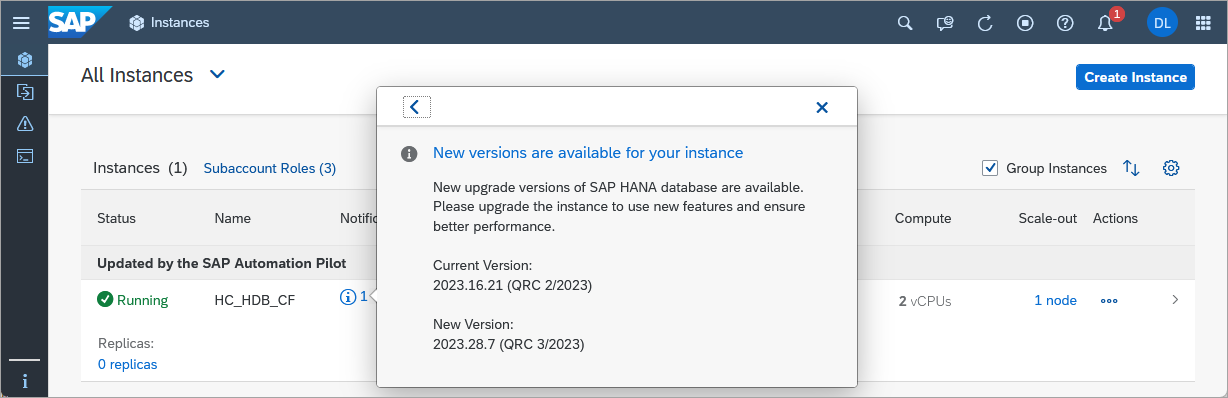 SAP Instances 1 DL
All Instances Create Instance
New versions are available for your instance
New upgrade versions of SAP HANA database are available.
Please upgrade the instance to use new features and ensure
better performance.
Current Version:
2023.16.21 (QRC 2/2023)
New Version:
2023.28.7 (QRC 3/2023)
Instances (1) Subaccount Roles (3) Group Instances
Status Name Notific Compute Scale-out Actions
Updated by the SAP Automation Pilot
Running HC_HDB_CF 1 2 vCPUs 1 node
Replicas:
0 replicas